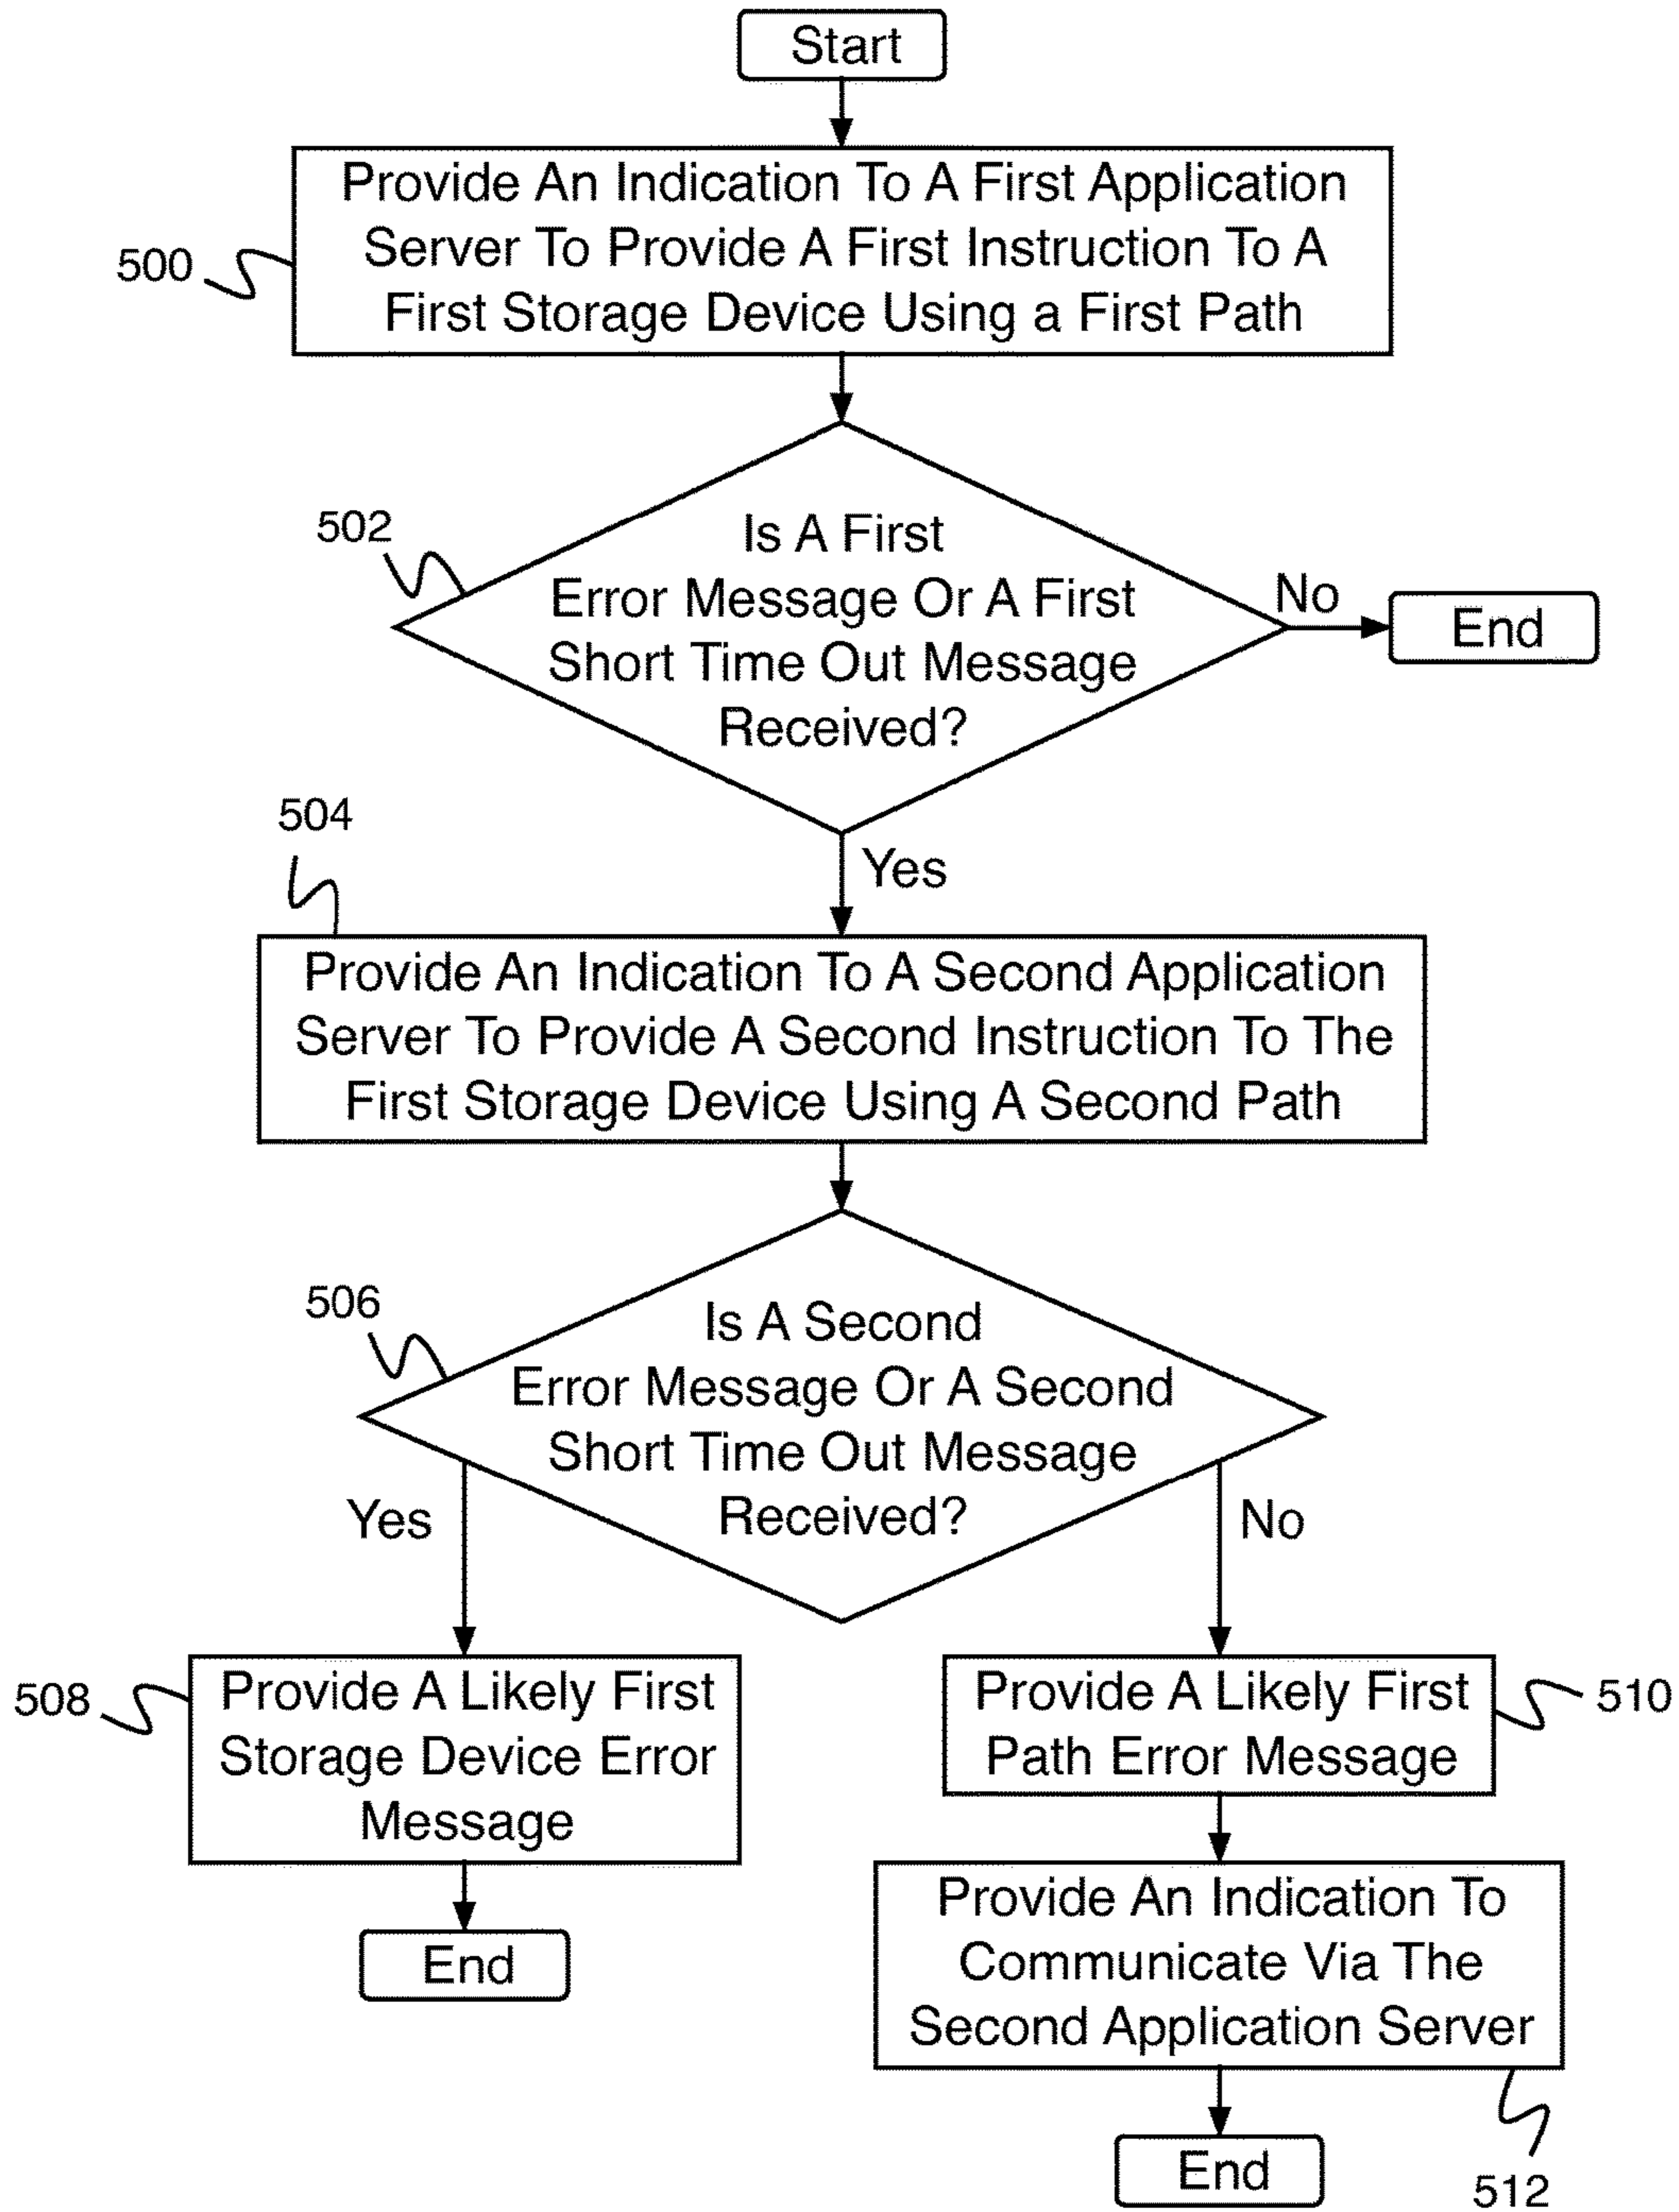 Start
Provide An Indication To A First Application
Server To Provide A First Instruction To A
First Storage Device Using a First Path
500
502
Is A First
Error Message Or A First
Short Time Out Message
Received?
No
End
Yes
504
Provide An Indication To A Second Application
Server To Provide A Second Instruction To The
First Storage Device Using A Second Path
506
Is A Second
Error Message Or A Second
Short Time Out Message
Received?
Yes
No
508
Provide A Likely First
Storage Device Error
Message
End
Provide A Likely First
Path Error Message
510
Provide An Indication To
Communicate Via The
Second Application Server
512
End